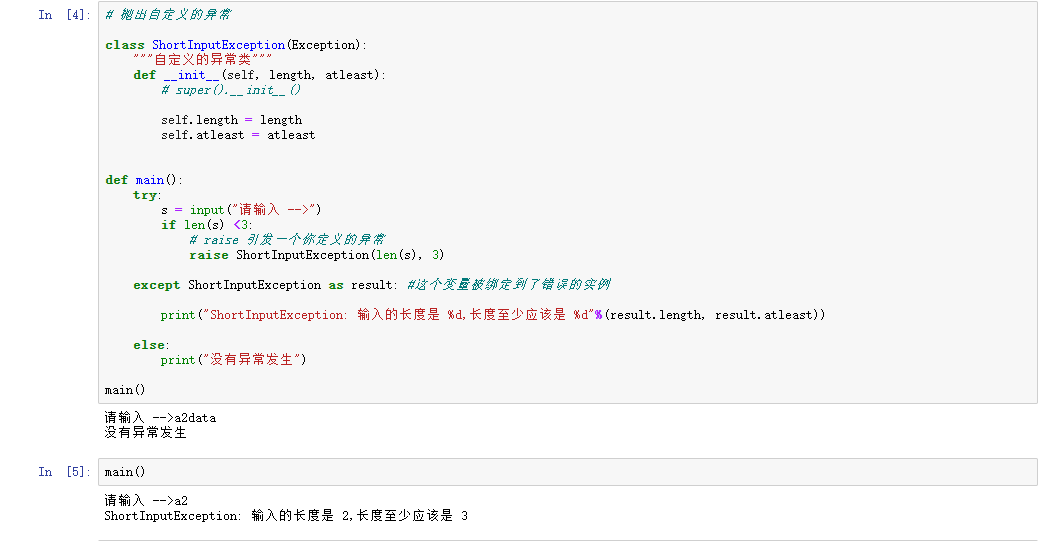 In [4]:
# 抛出自定义的异常
class ShortInputException(Exception):
"""自定义的异常类"""
def __init__(self, length, atleast):
# super().__init__()
self.length = length
self.atleast = atleast
def main():
try:
s = input("请输入 -->")
if len(s) <3:
# raise 引发一个你定义的异常
raise ShortInputException(len(s), 3)
except ShortInputException as result: #这个变量被绑定到了错误的实例
print("ShortInputException: 输入的长度是 %d,长度至少应该是 %d"%(result.length, result.atleast))
else:
print("没有异常发生")
main()
请输入 -->a2data
没有异常发生
In [5]:
main()
请输入 -->a2
ShortInputException: 输入的长度是 2,长度至少应该是 3